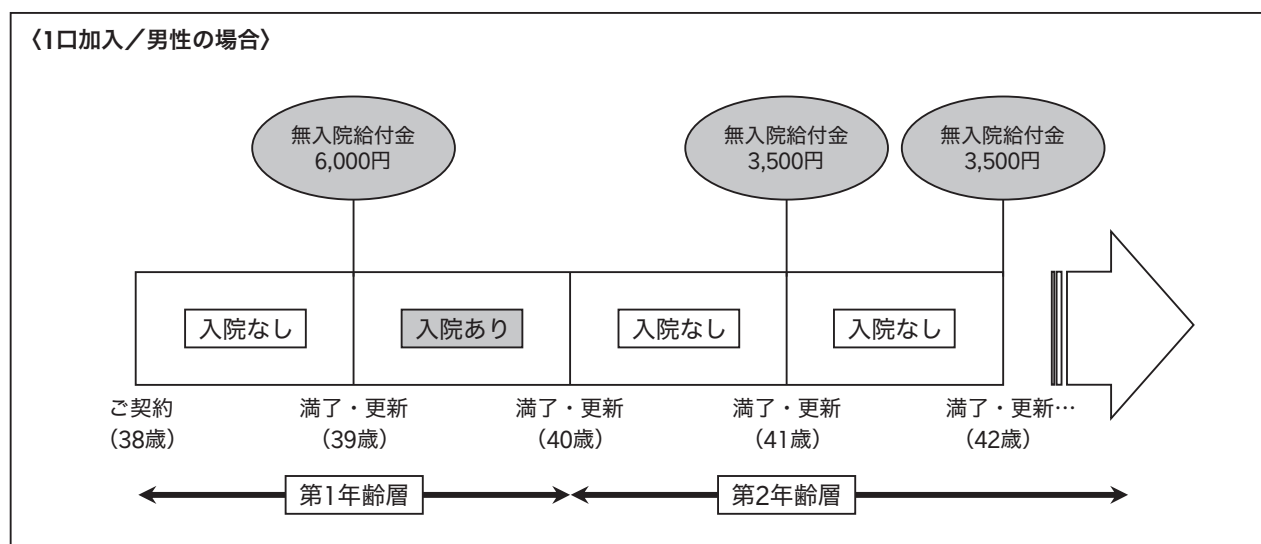 〈1口加入／男性の場合〉
無入院給付金
6,000円
無入院給付金
3,500円
無入院給付金
3,500円
入院なし
入院あり
入院なし
入院なし
ご契約
（38歳）
満了・更新
（39歳）
満了・更新
（40歳）
満了・更新
（41歳）
満了・更新…
（42歳）
第1年齢層
第2年齢層